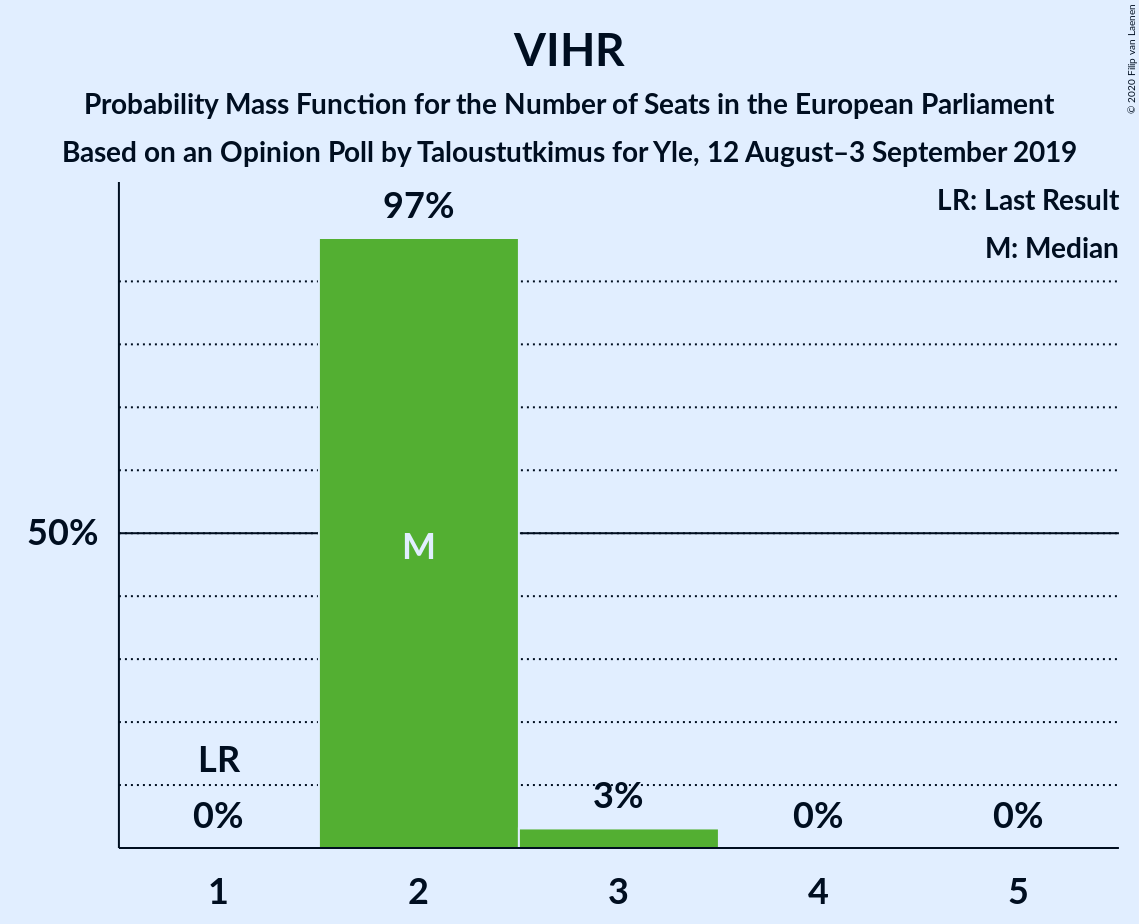 VIHR
Probability Mass Function for the Number of Seats in the European Parliament
Based on an Opinion Poll by Taloustutkimus for Yle, 12 August–3 September 2019
© 2020 Filip van Laenen
LR: Last Result
M: Median
97%
50%
M
LR
0%
3%
0%
0%
1
2
3
4
5